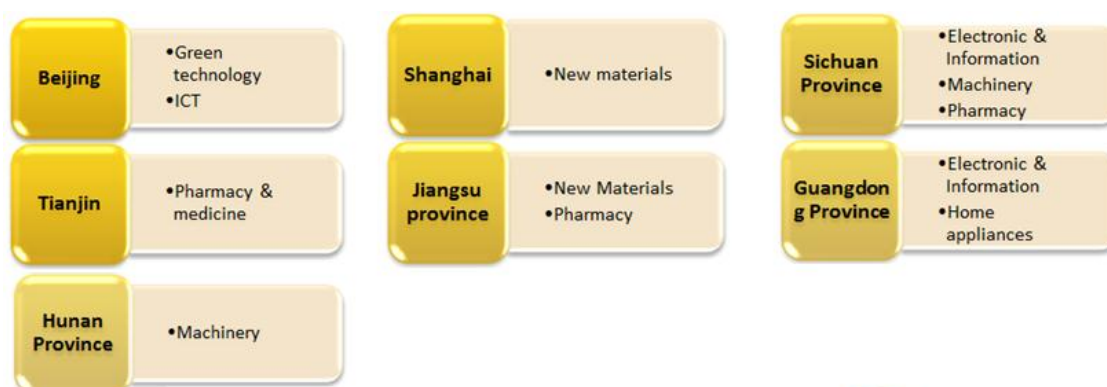 Beijing
•Green
technology
•ICT
Shanghai
•New materials
Sichuan
Province
•Electronic &
Information
•Machinery
•Pharmacy
Tianjin
•Pharmacy &
medicine
Jiangsu
province
•New Materials
•Pharmacy
Guangdon
g Province
•Electronic &
Information
•Home
appliances
Hunan
Province
•Machinery